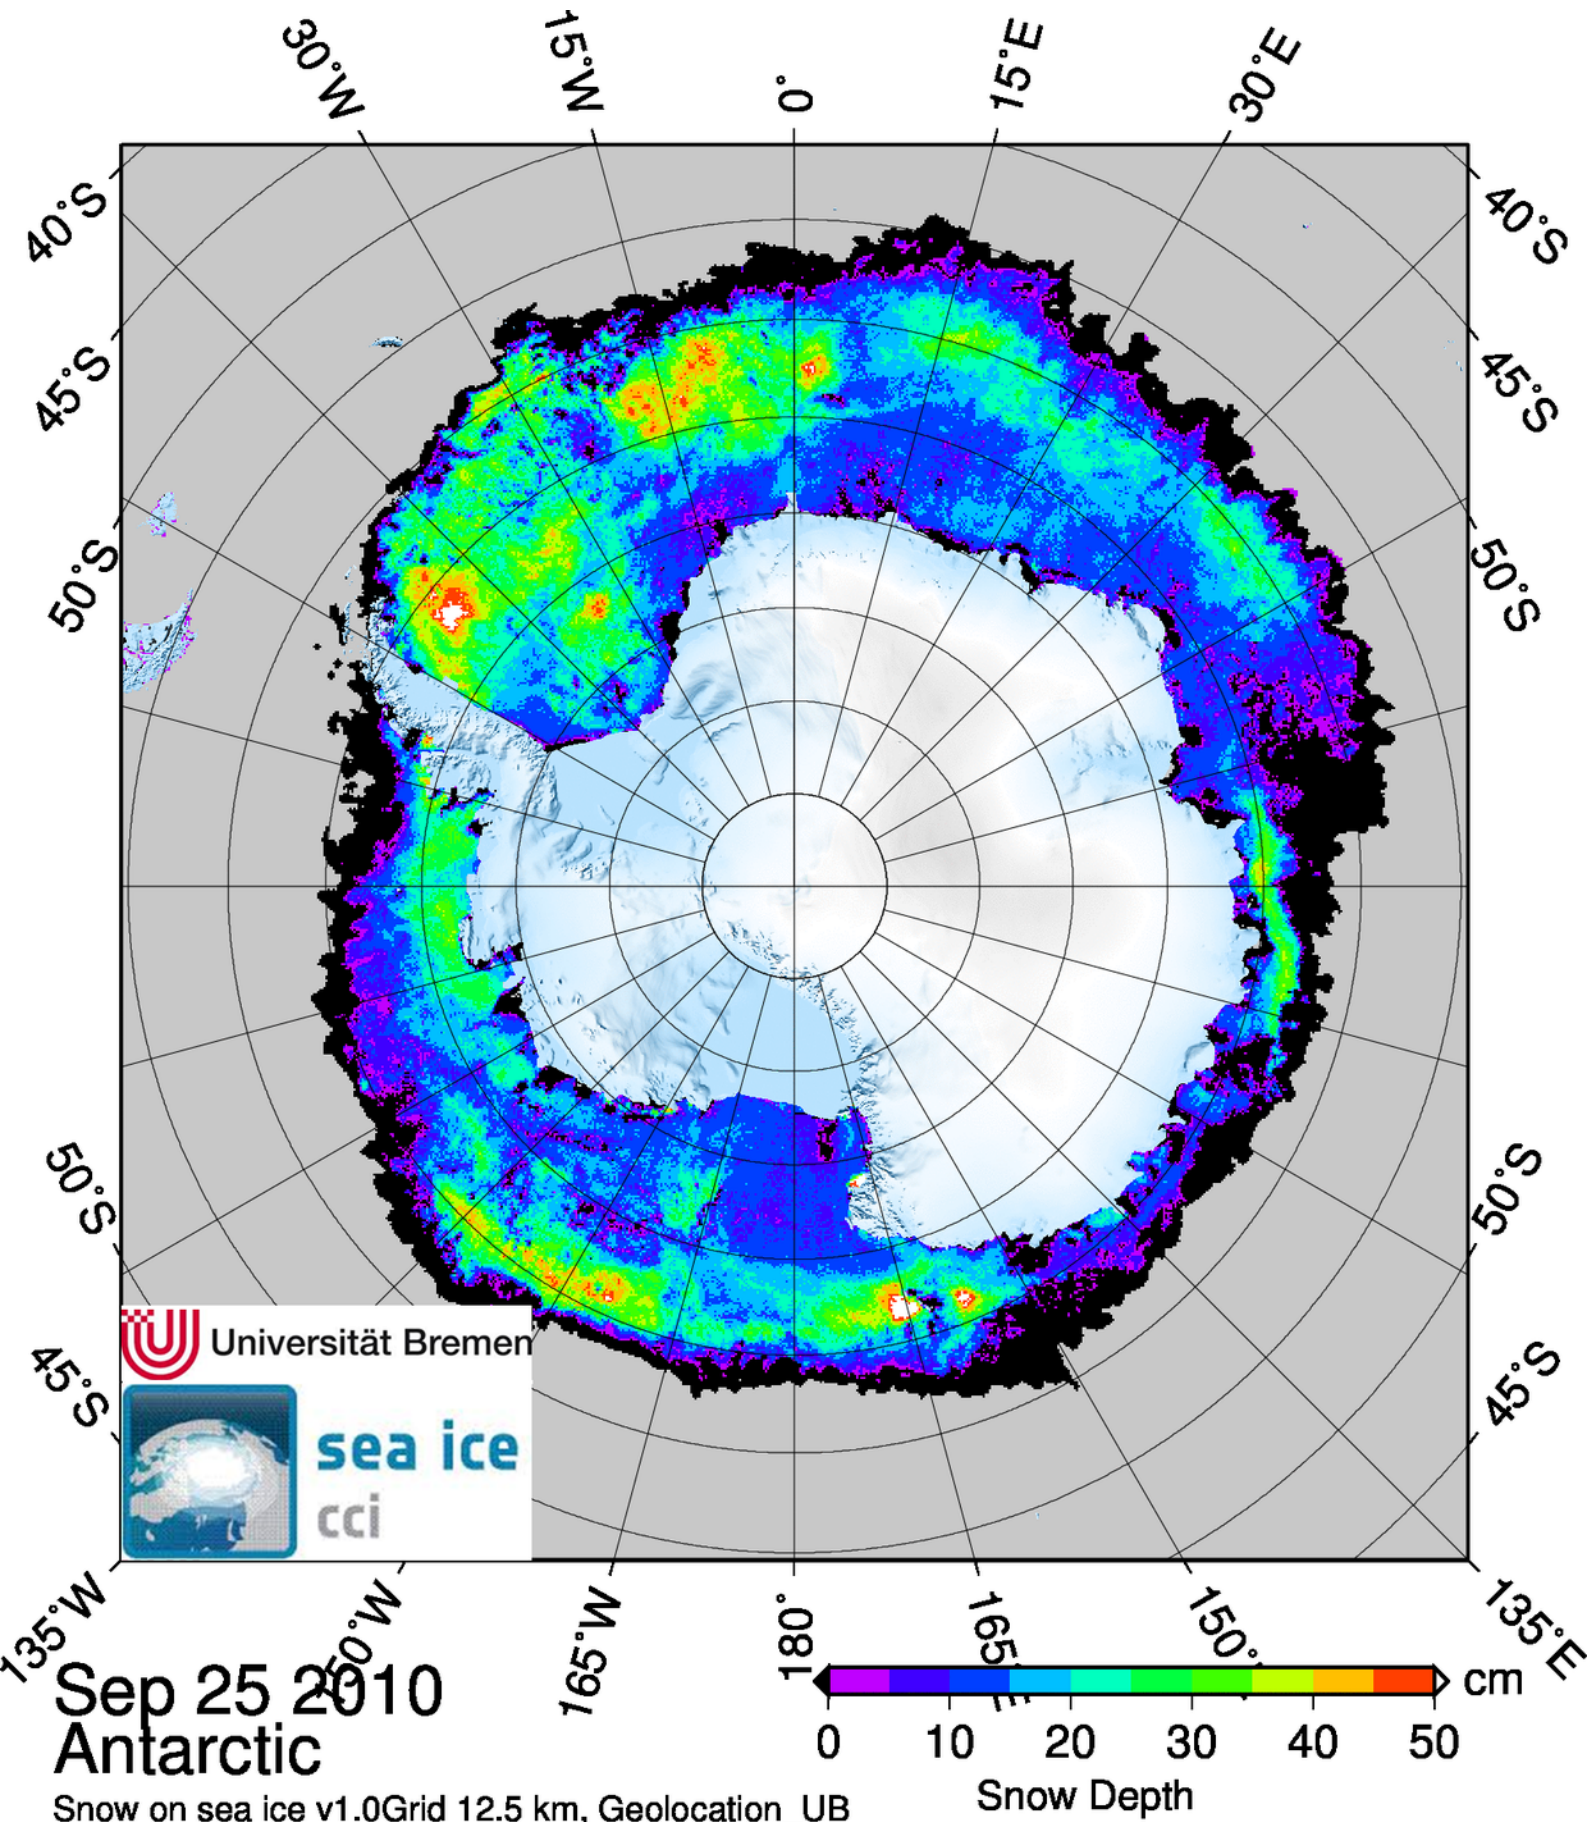 30°W 15°W 0° 15°E 30°E
40°S 40°S
45°S 45°S
50°S 50°S
50°S 50°S
45°S 45°S
Universität Bremen
sea ice
cci
135°W 165°W 180° 135°E
Sep 25 2010
Antarctic
Snow on sea ice v1.0Grid 12.5 km, Geolocation UB
cm
0 10 20 30 40 50
Snow Depth